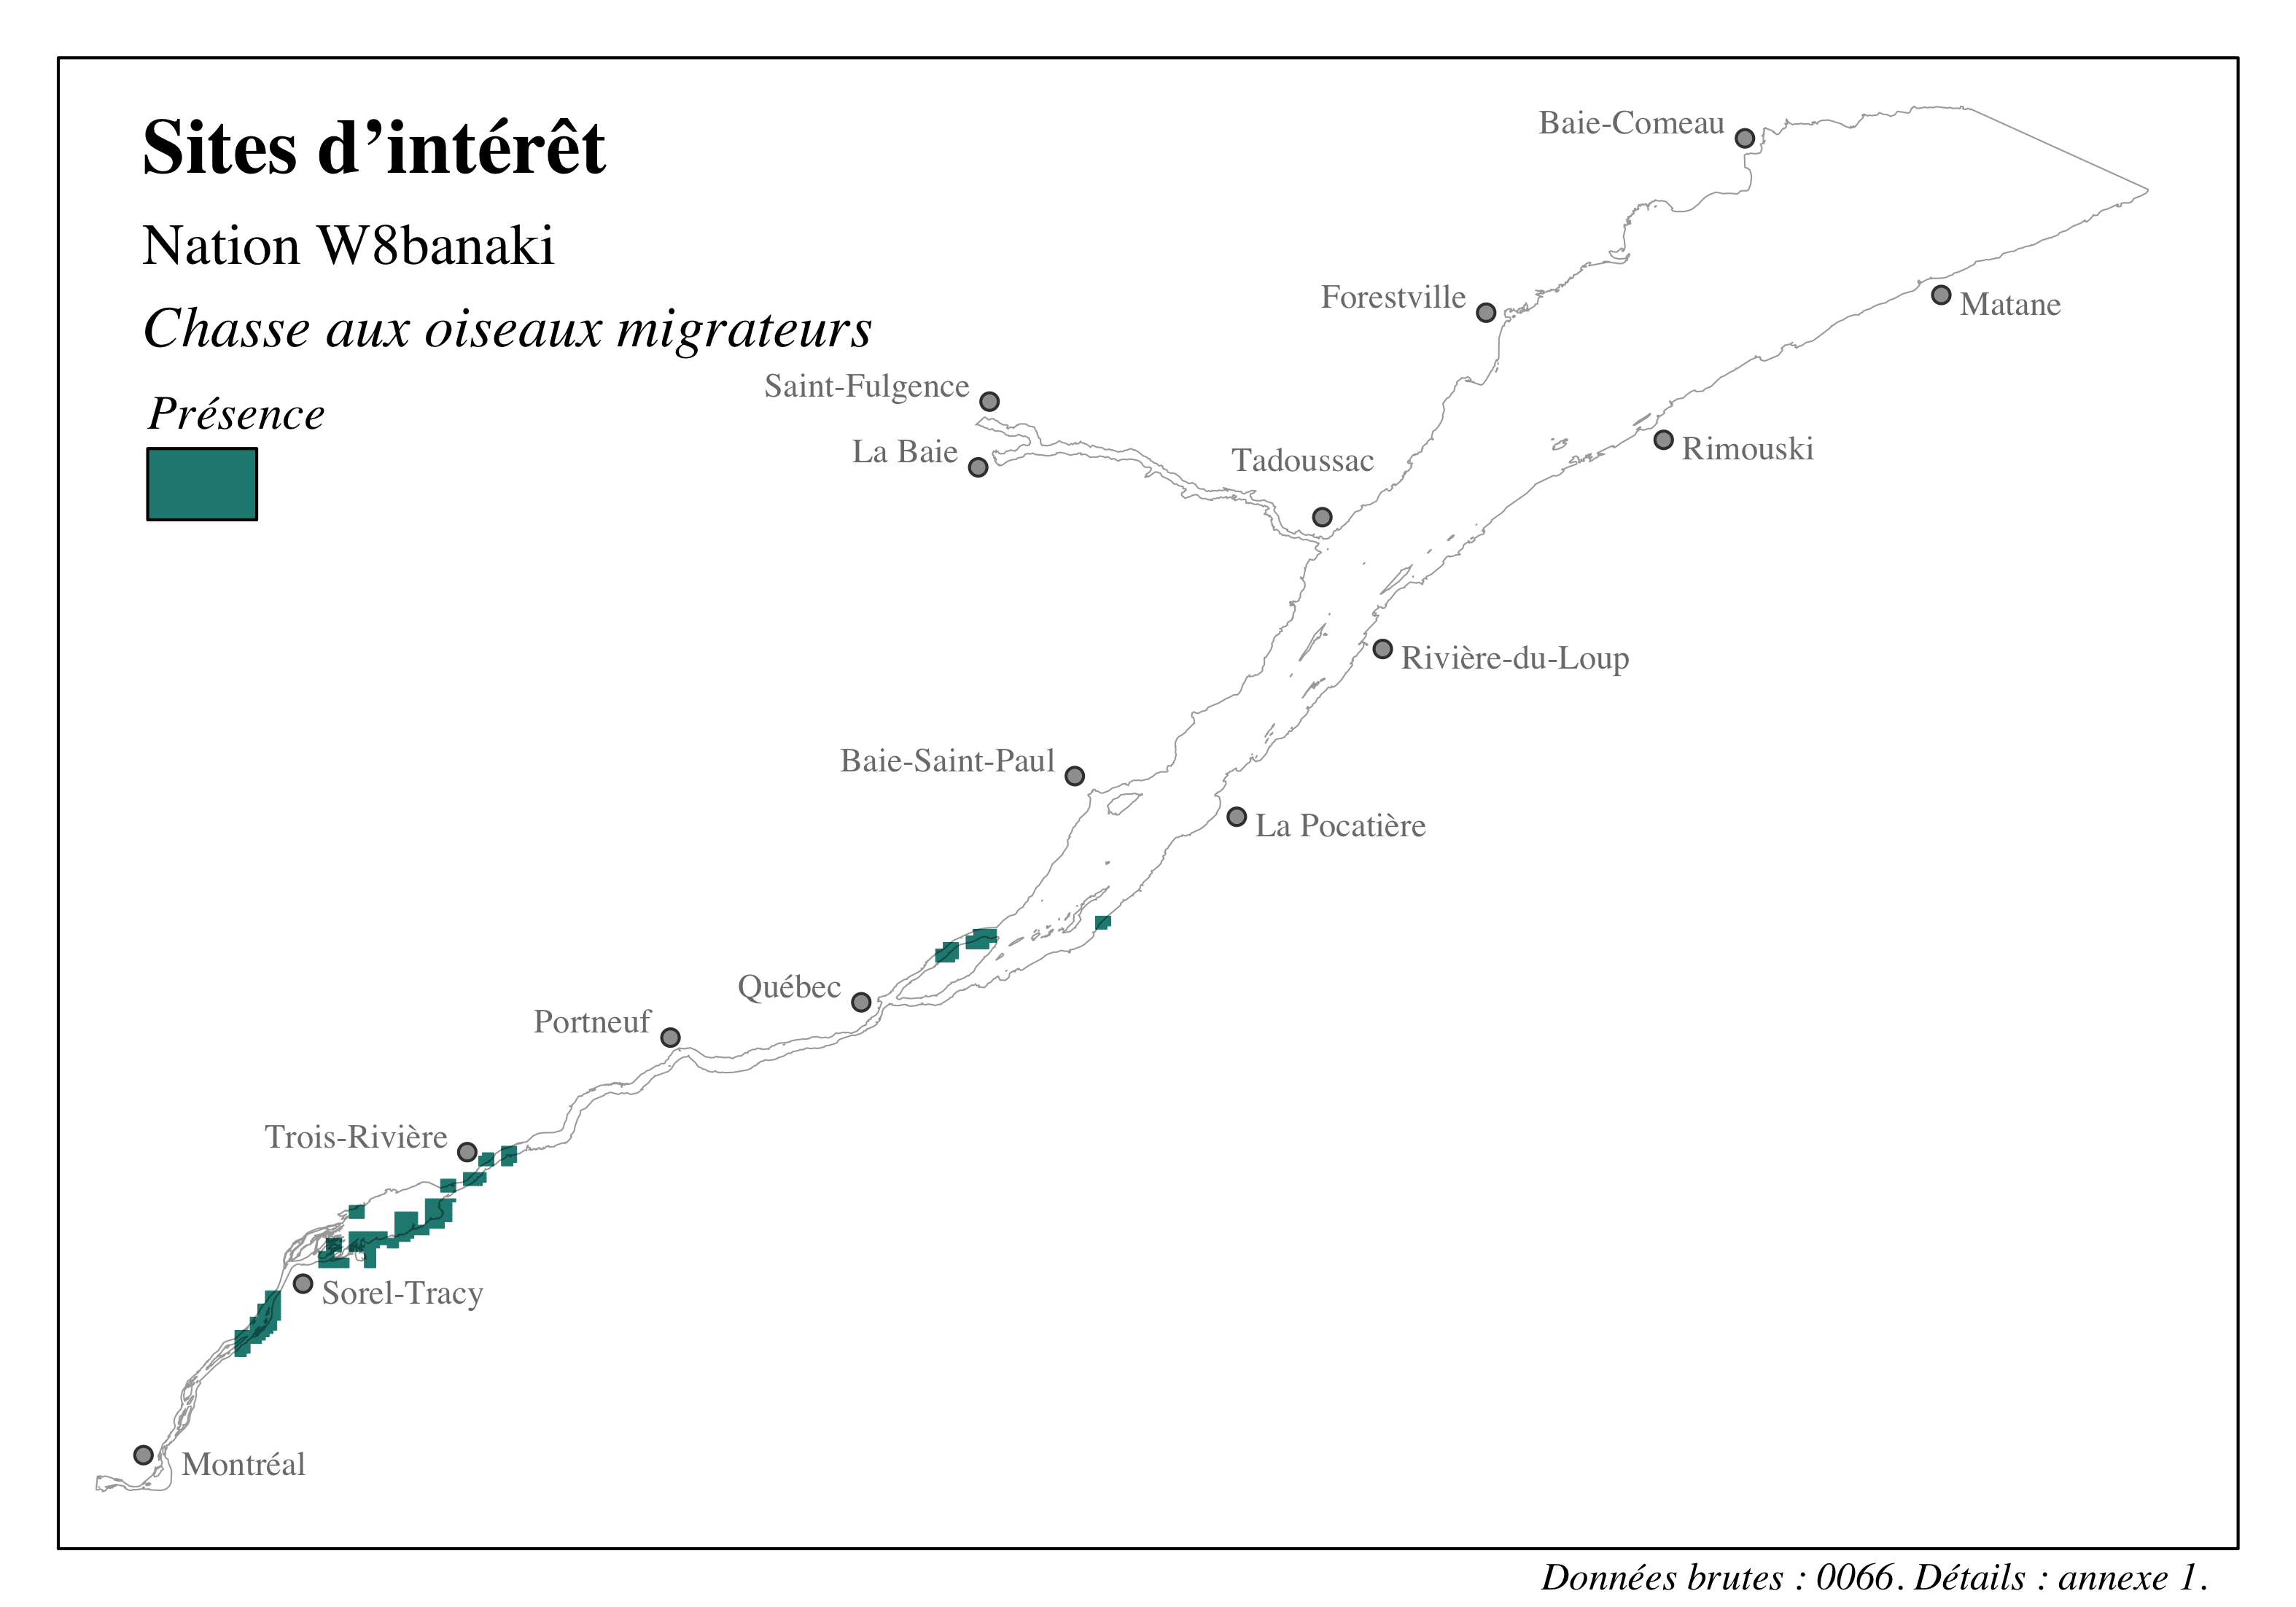 Sites d’intérêt
Nation W8banaki
Chasse aux oiseaux migrateurs
Présence
Baie-Comeau
Forestville
Matane
Saint-Fulgence
La Baie
Tadoussac
Rimouski
Rivière-du-Loup
Baie-Saint-Paul
La Pocatière
Québec
Portneuf
Trois-Rivière
Sorel-Tracy
Montréal
Données brutes : 0066. Détails : annexe 1.